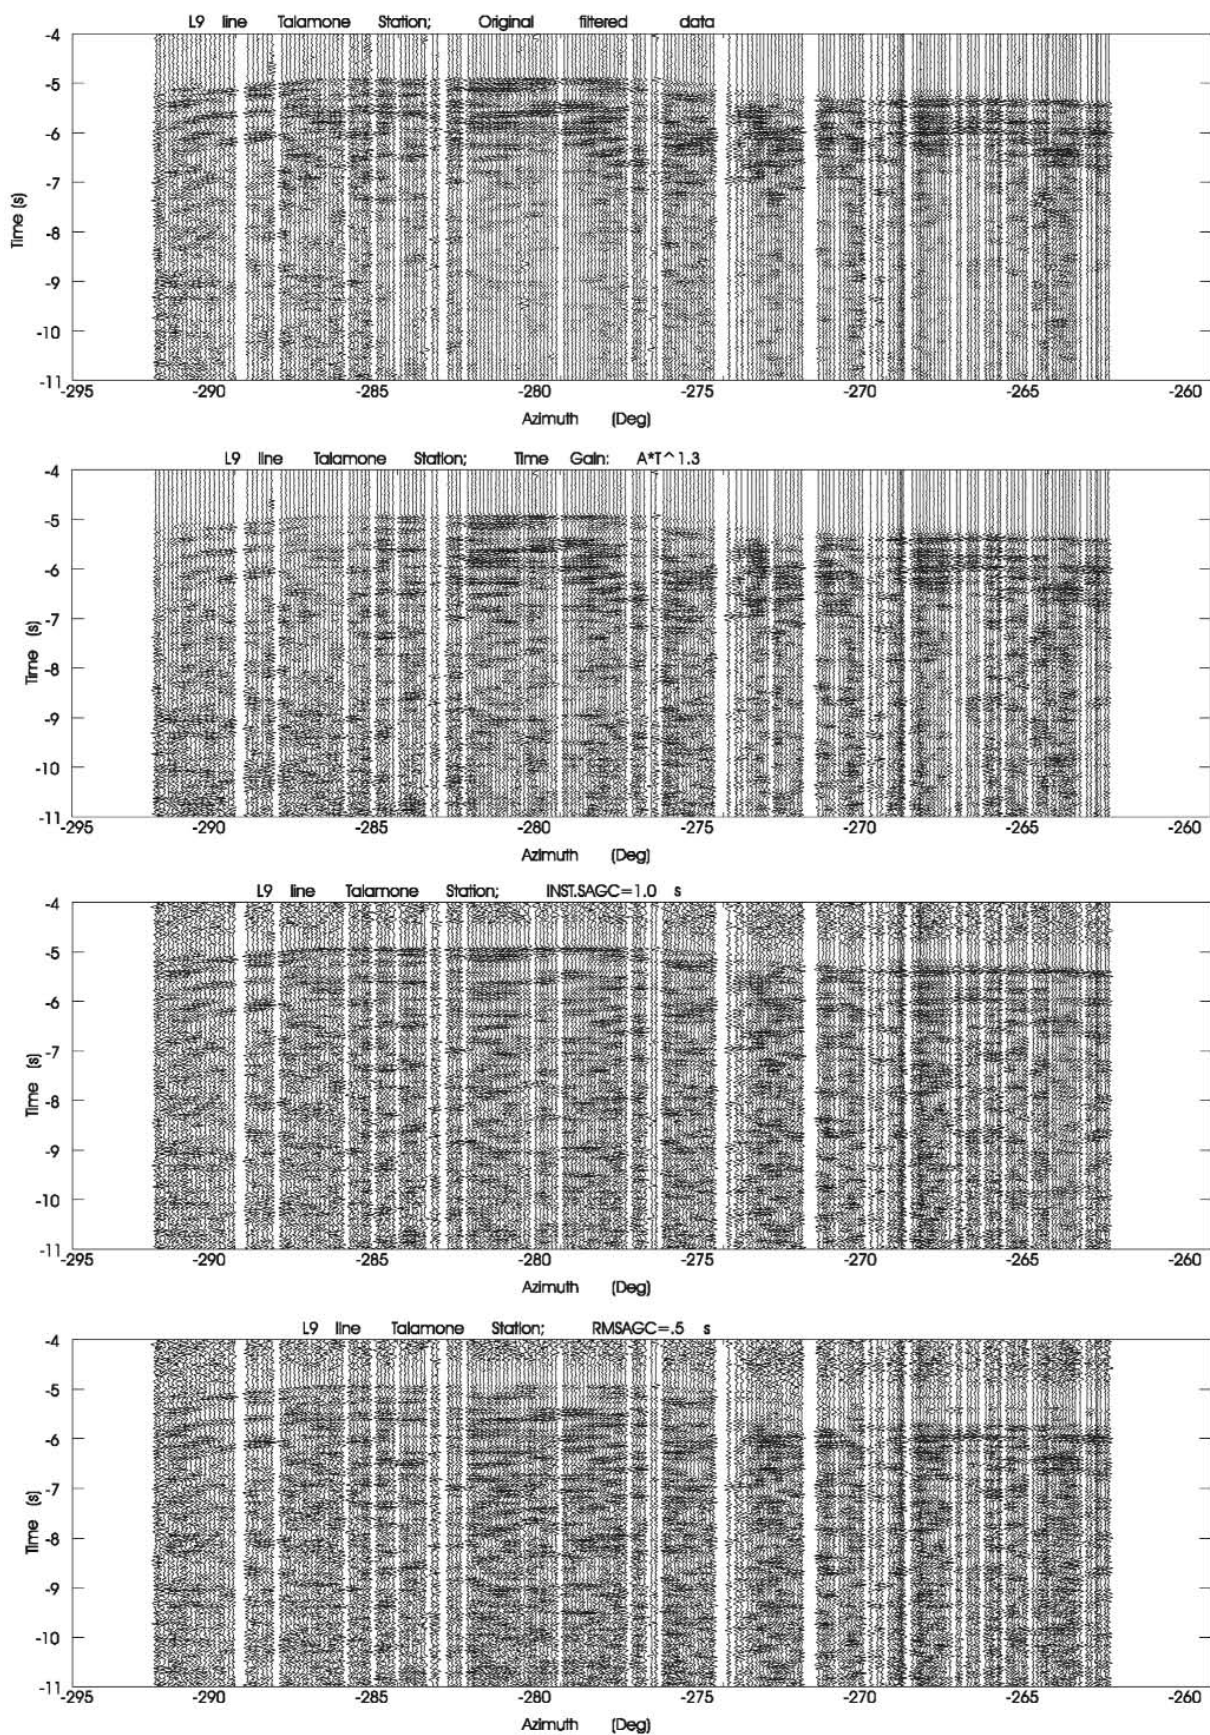 L9 line Talamone Station; Original filtered data
-4
-5
-6
-7
-8
-9
-10
-11
Time (s)
-295 -290 -285 -280 -275 -270 -265 -260
Azimuth (Deg)
L9 line Talamone Station; Time Gain: A*T^1.3
-4
-5
-6
-7
-8
-9
-10
-11
Time (s)
-295 -290 -285 -280 -275 -270 -265 -260
Azimuth (Deg)
L9 line Talamone Station; INST.SAGC=1.0 s
-4
-5
-6
-7
-8
-9
-10
-11
Time (s)
-295 -290 -285 -280 -275 -270 -265 -260
Azimuth (Deg)
L9 line Talamone Station; RMSAGC=.5 s
-4
-5
-6
-7
-8
-9
-10
-11
Time (s)
-295 -290 -285 -280 -275 -270 -265 -260
Azimuth (Deg)